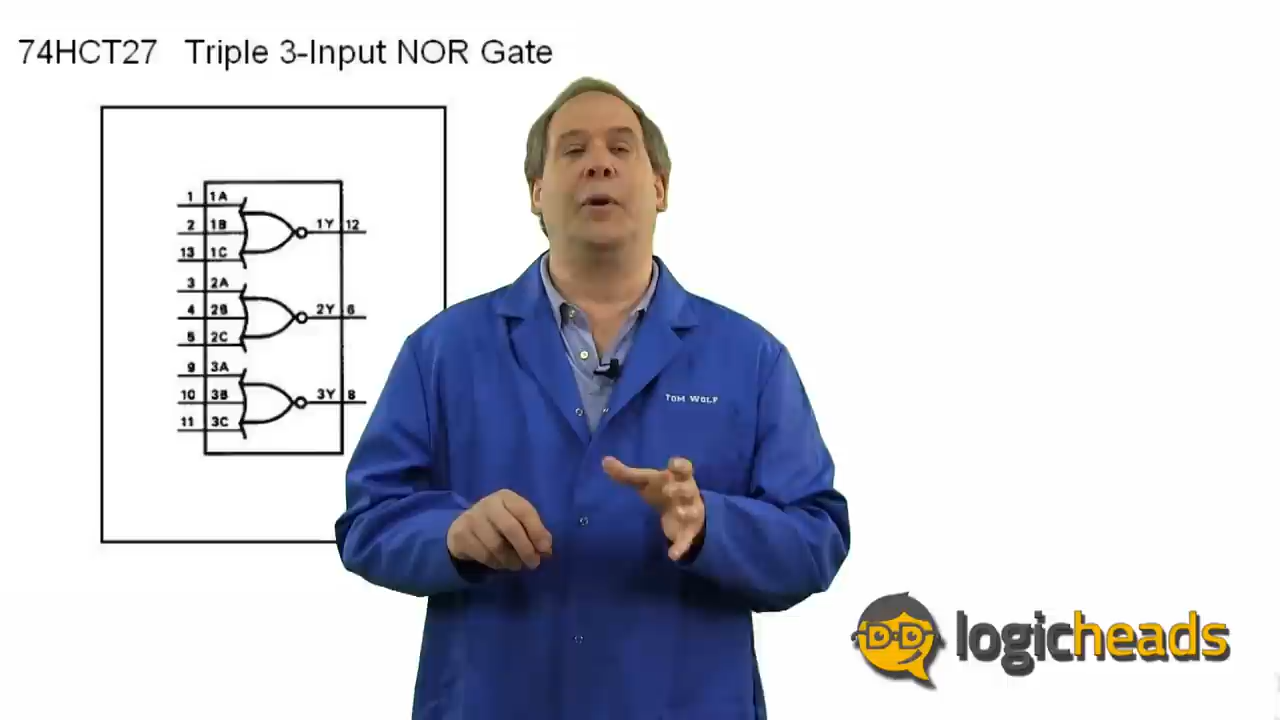 74HCT27 Triple 3-Input NOR Gate
1 1A
2 1B 1Y 12
13 1C
3 2A
4 2B 2Y 6
5 2C
9 3A
10 3B 3Y 8
11 3C
TOM WOLF
logicheads